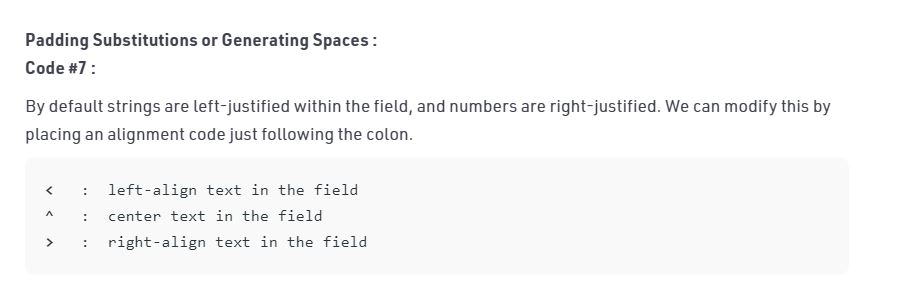 Padding Substitutions or Generating Spaces :
Code #7 :
By default strings are left-justified within the field, and numbers are right-justified. We can modify this by
placing an alignment code just following the colon.
<   :  left-align text in the field
^   :  center text in the field
>   :  right-align text in the field